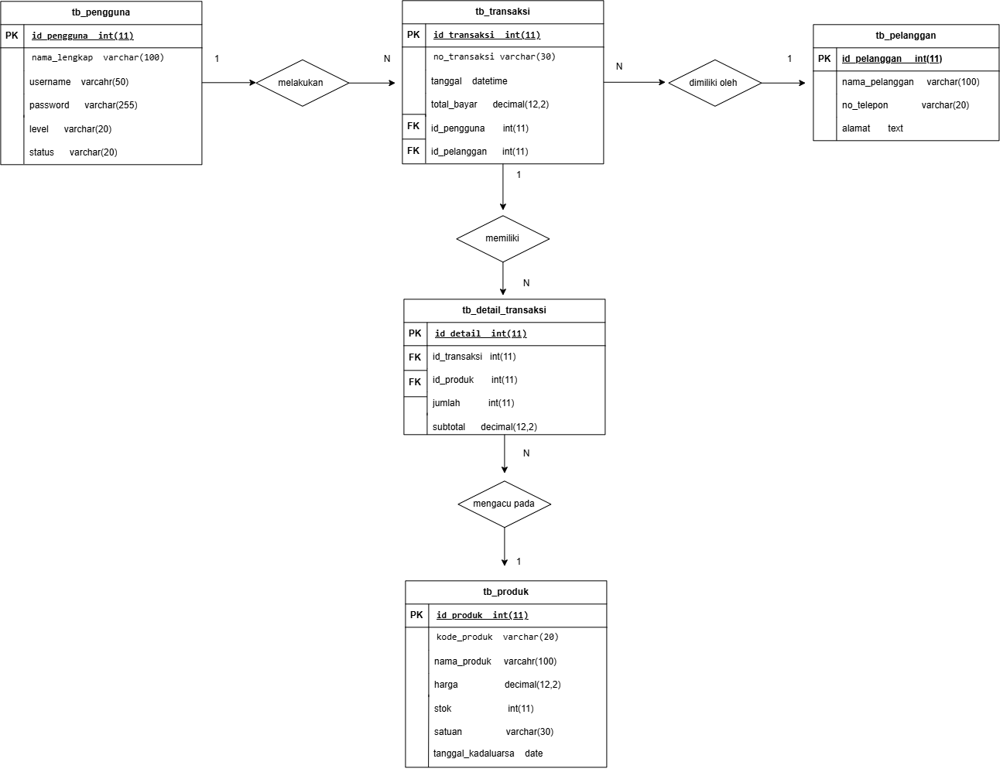 tb_pengguna
PK id_pengguna int(11)
nama_lengkap varchar(100)
username varcahr(50)
password varchar(255)
level varchar(20)
status varchar(20)
1
melakukan
N
tb_transaksi
PK id_transaksi int(11)
no_transaksi varchar(30)
tanggal datetime
total_bayar decimal(12,2)
FK id_pengguna int(11)
FK id_pelanggan int(11)
N
dimiliki oleh
1
tb_pelanggan
PK id_pelanggan int(11)
nama_pelanggan varchar(100)
no_telepon varchar(20)
alamat text
1
memiliki
N
tb_detail_transaksi
PK id_detail int(11)
FK id_transaksi int(11)
FK id_produk int(11)
jumlah int(11)
subtotal decimal(12,2)
N
mengacu pada
1
tb_produk
PK id_produk int(11)
kode_produk varchar(20)
nama_produk varcahr(100)
harga decimal(12,2)
stok int(11)
satuan varchar(30)
tanggal_kadaluarsa date